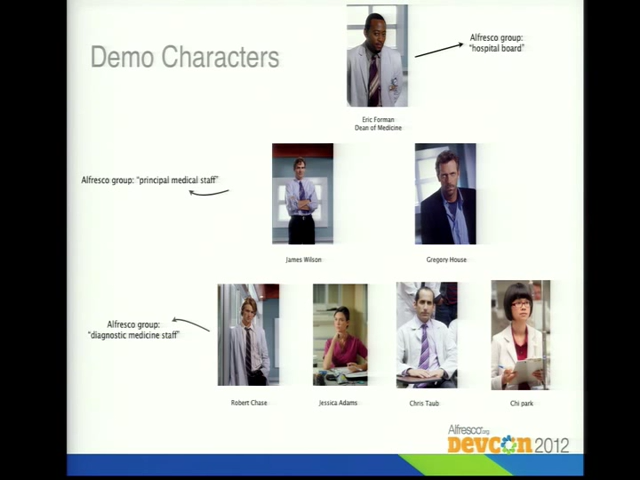 Demo Characters
Alfresco group:
"hospital board"
Eric Forman
Dean of Medicine
Alfresco group: "principal medical staff"
James Wilson
Gregory House
Alfresco group:
"diagnostic medicine staff"
Robert Chase
Jessica Adams
Chris Taub
Chi park
Alfresco.org
DEVCON 2012